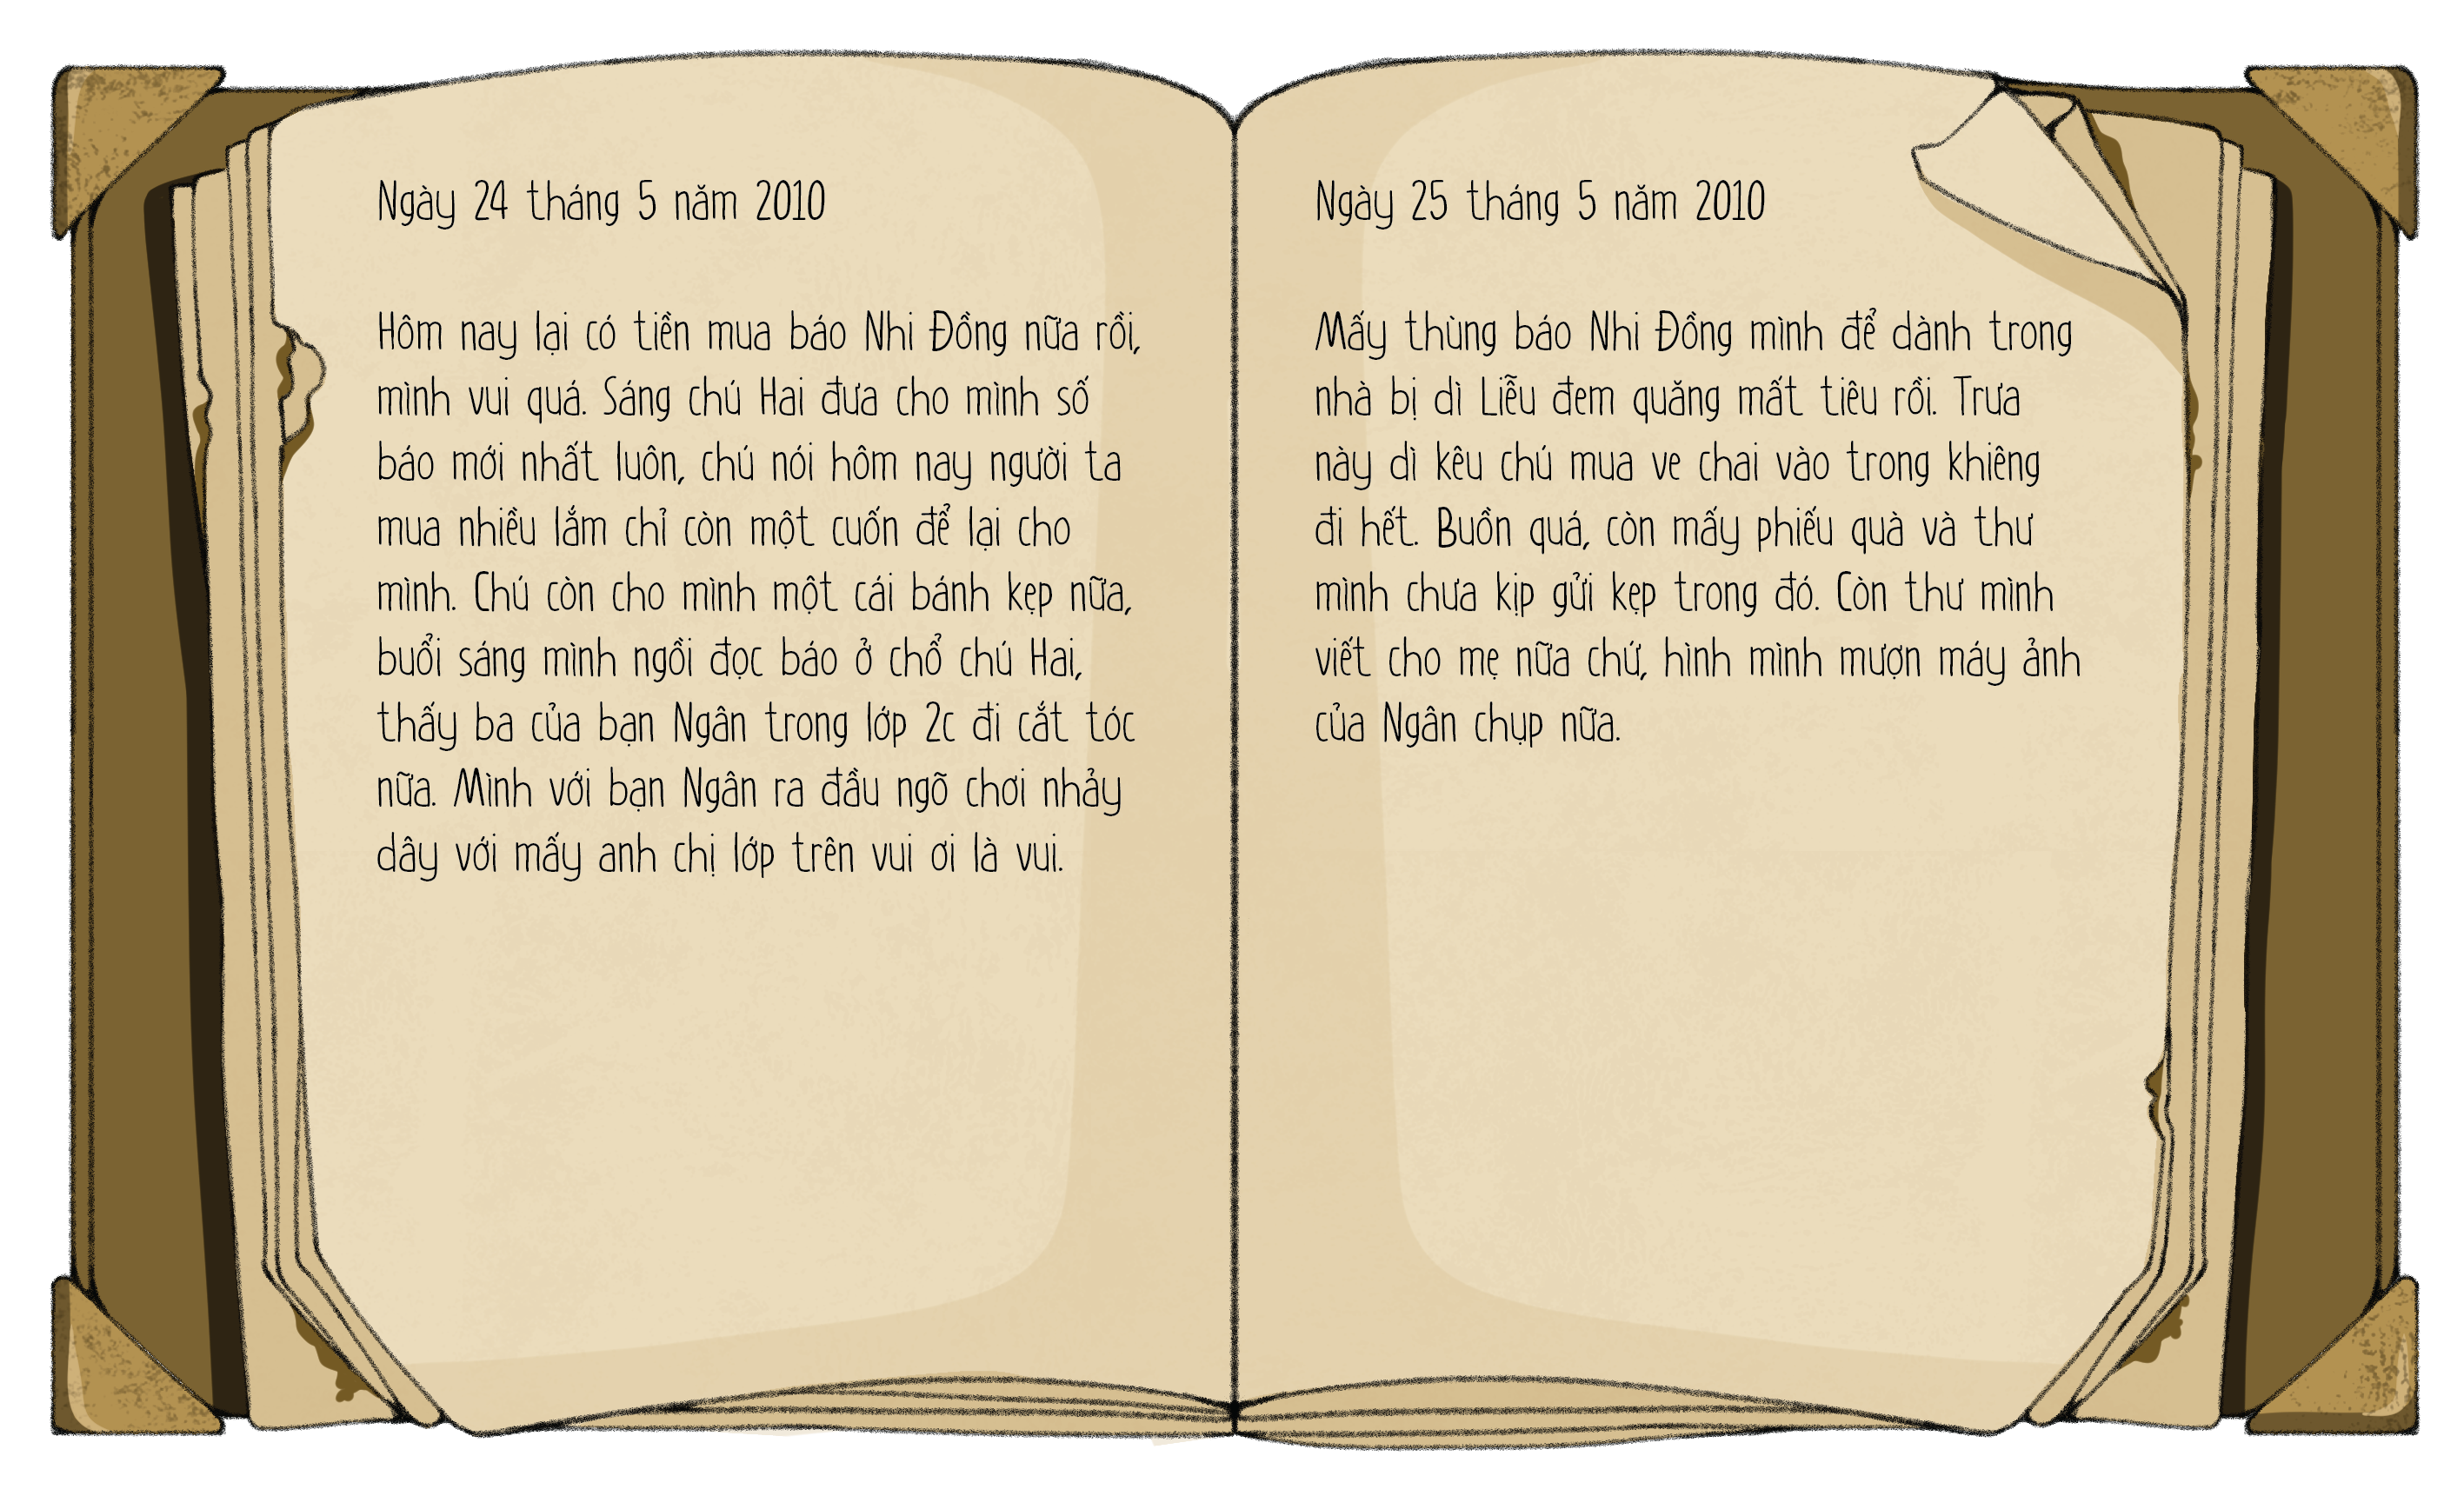 Ngày 24 tháng 5 năm 2010
Hôm nay lại có tiền mua báo Nhi Đồng nữa rồi,
mình vui quá. Sáng chú Hai đưa cho mình số
báo mới nhất luôn, chú nói hôm nay người ta
mua nhiều lắm chỉ còn một cuốn để lại cho
mình. Chú còn cho mình một cái bánh kẹp nữa,
buổi sáng mình ngồi đọc báo ở chổ chú Hai,
thấy ba của bạn Ngân trong lớp 2c đi cắt tóc
nữa. Mình với bạn Ngân ra đầu ngõ chơi nhảy
dây với mấy anh chị lớp trên vui ơi là vui.
Ngày 25 tháng 5 năm 2010
Mấy thùng báo Nhi Đồng mình để dành trong
nhà bị dì Liễu đem quăng mất tiêu rồi. Trưa
này dì kêu chú mua ve chai vào trong khiêng
đi hết. Buồn quá, còn mấy phiếu quà và thư
mình chưa kịp gửi kẹp trong đó. Còn thư mình
viết cho mẹ nữa chứ, hình mình mượn máy ảnh
của Ngân chụp nữa.